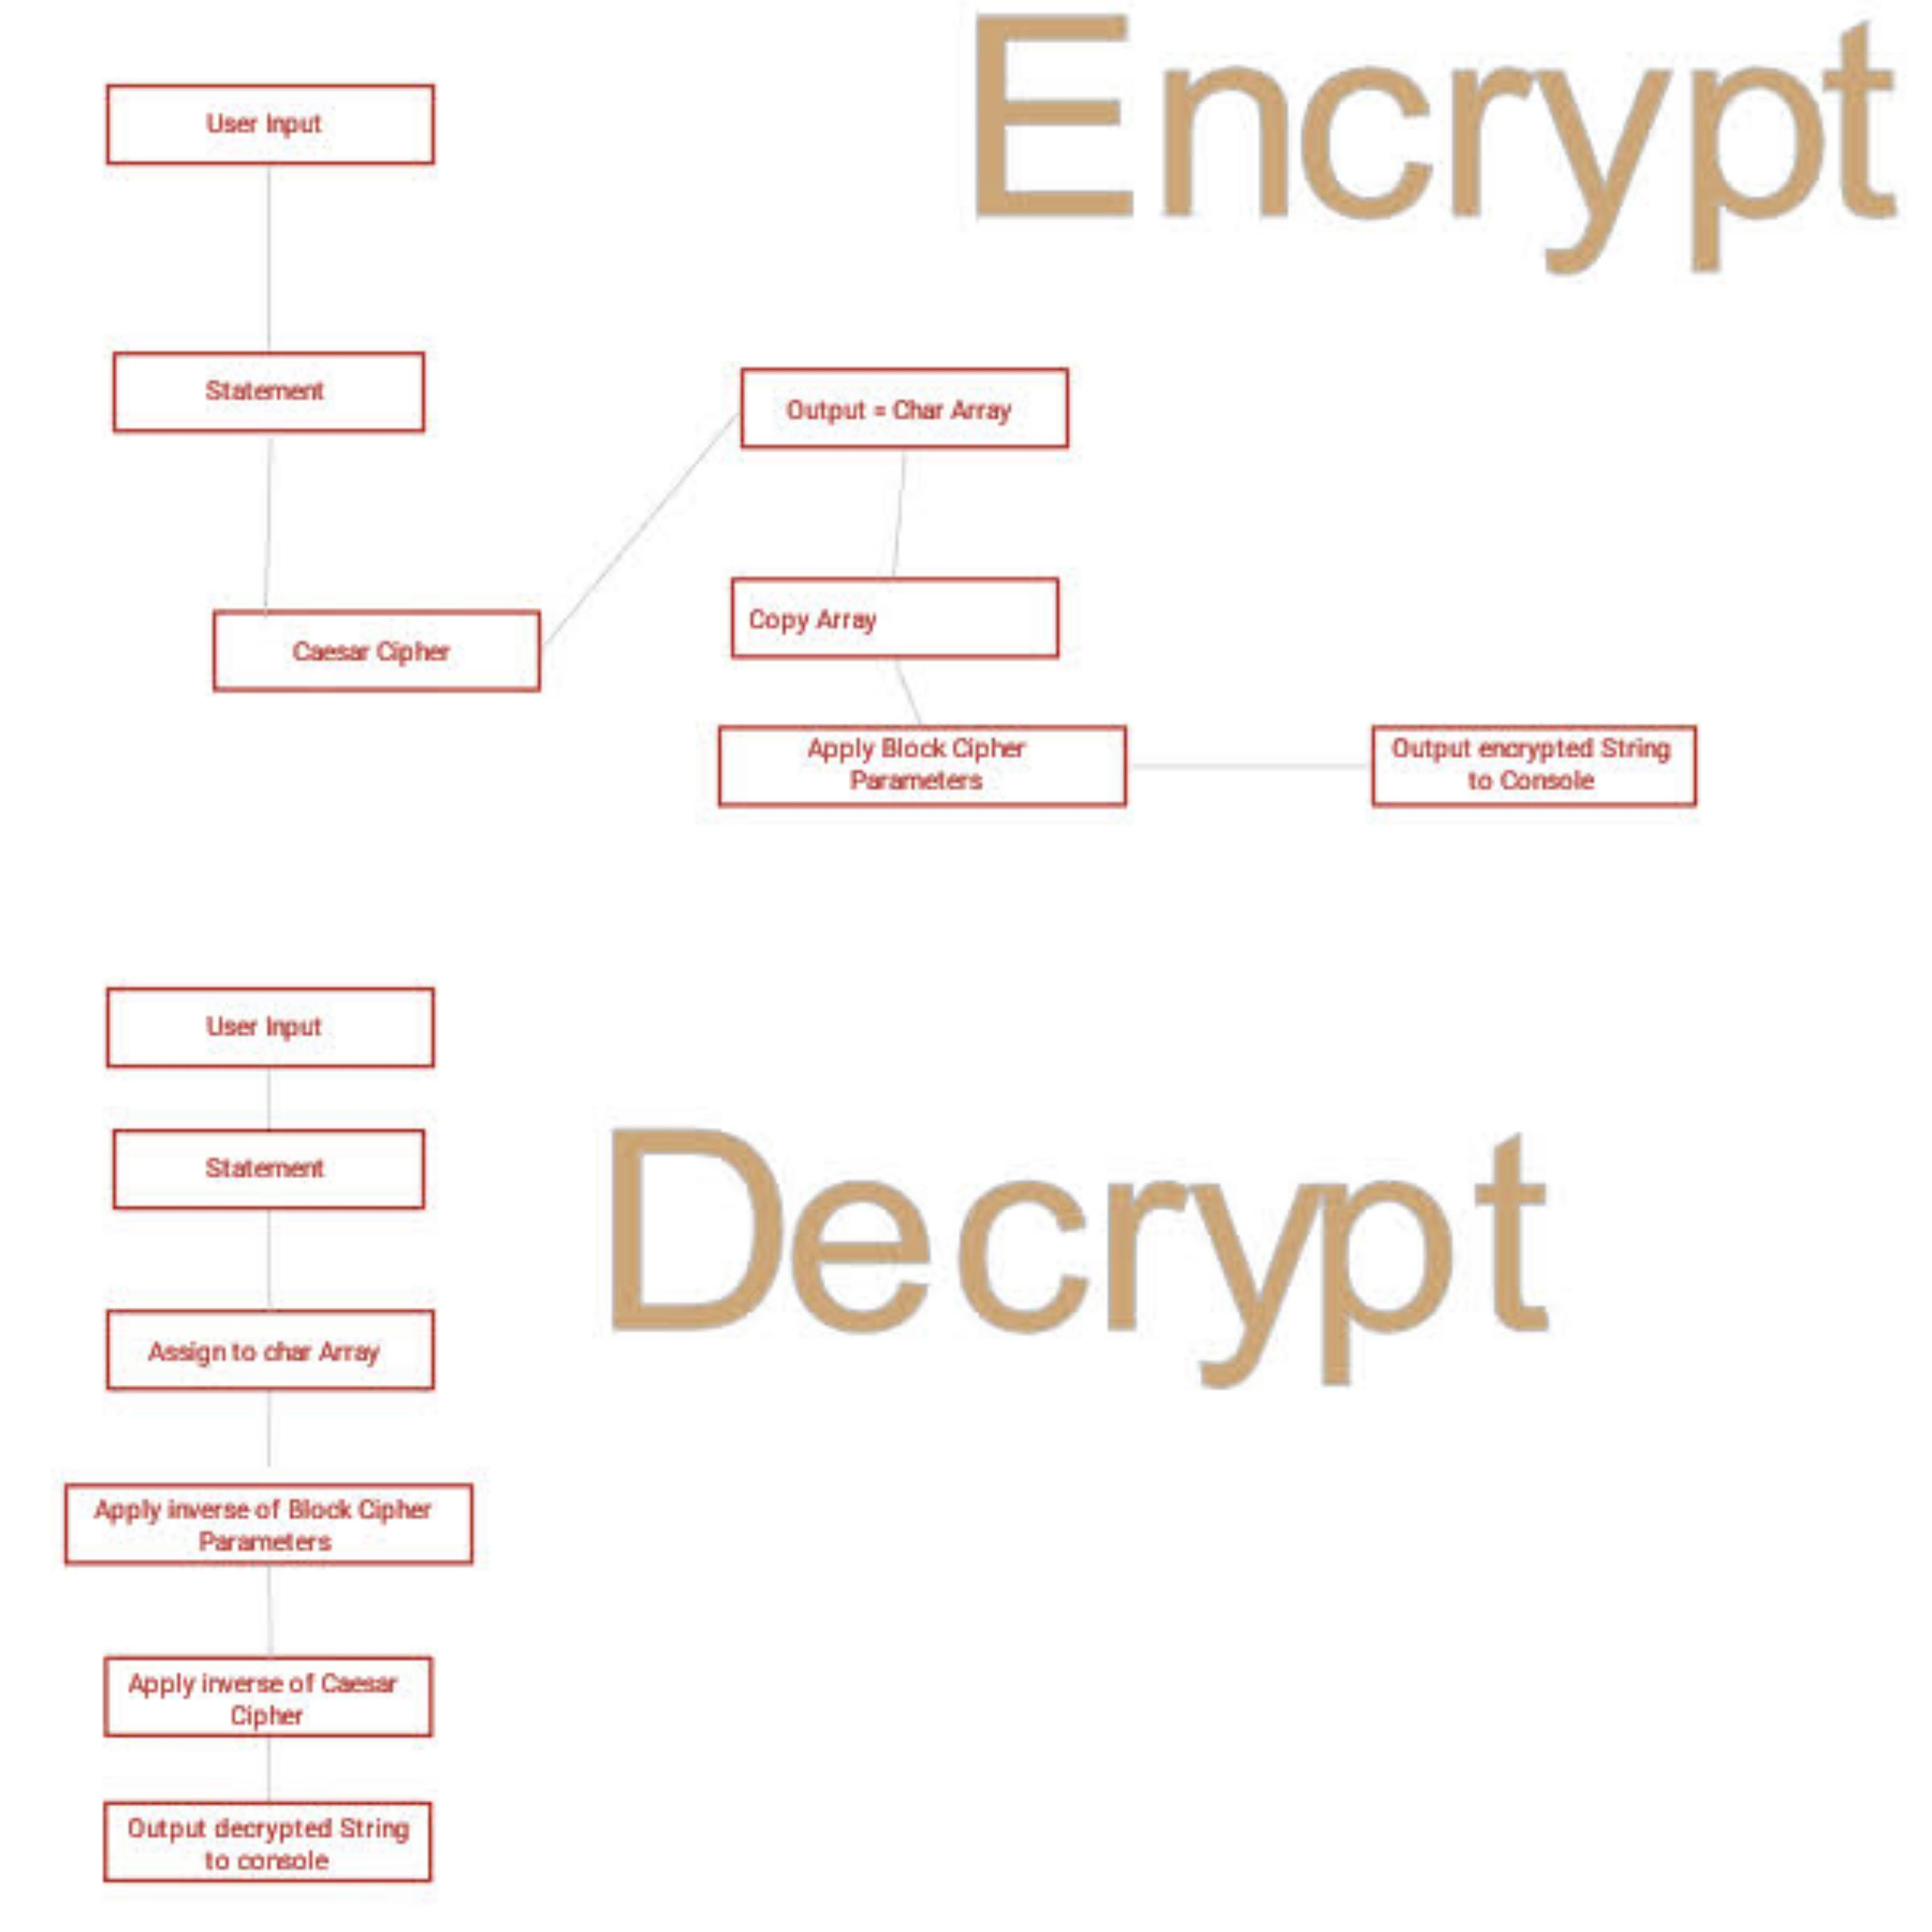 Encrypt
User Input
Statement
Caesar Cipher
Output = Char Array
Copy Array
Apply Block Cipher
Parameters
Output encrypted String
to Console
Decrypt
User Input
Statement
Assign to char Array
Apply inverse of Block Cipher
Parameters
Apply inverse of Caesar
Cipher
Output decrypted String
to console